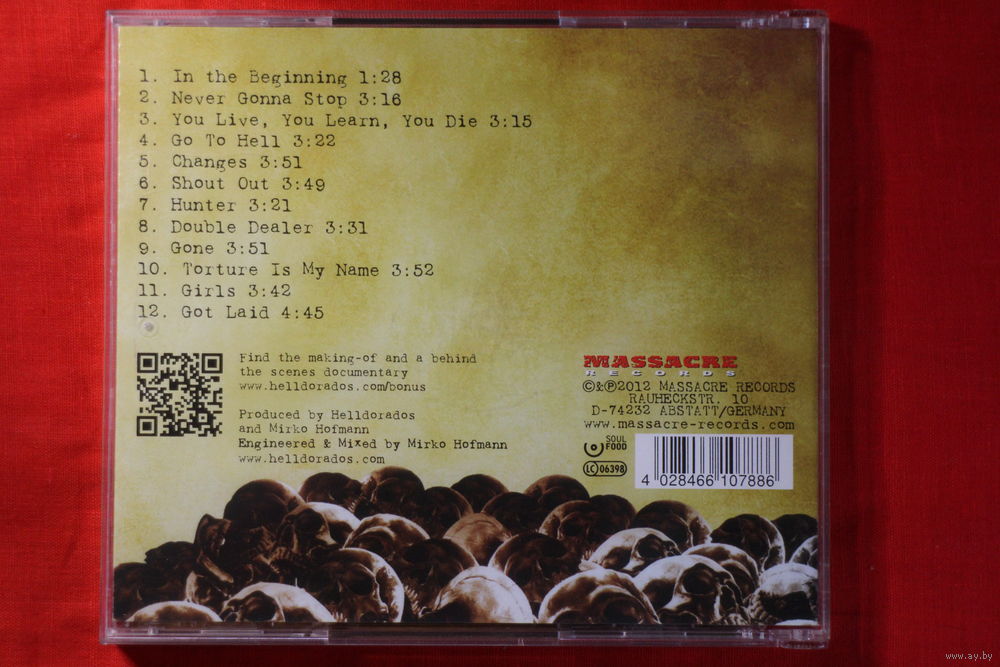 1. In the Beginning 1:28
2. Never Gonna Stop 3:16
3. You Live, You Learn, You Die 3:15
4. Go To Hell 3:22
5. Changes 3:51
6. Shout Out 3:49
7. Hunter 3:21
8. Double Dealer 3:31
9. Gone 3:51
10. Torture Is My Name 3:52
11. Girls 3:42
12. Got Laid 4:45
Find the making-of and a behind
the scenes documentary
www.helldorados.com/bonus
Produced by Helldorados
and Mirko Hofmann
Engineered & Mixed by Mirko Hofmann
www.helldorados.com
MASSACRE
RECORDS
©&℗2012 MASSACRE RECORDS
RAUHECKSTR. 10
D-74232 ABSTATT/GERMANY
www.massacre-records.com
SOUL
FOOD
LC 06398
4 028466 107886
www.ay.by